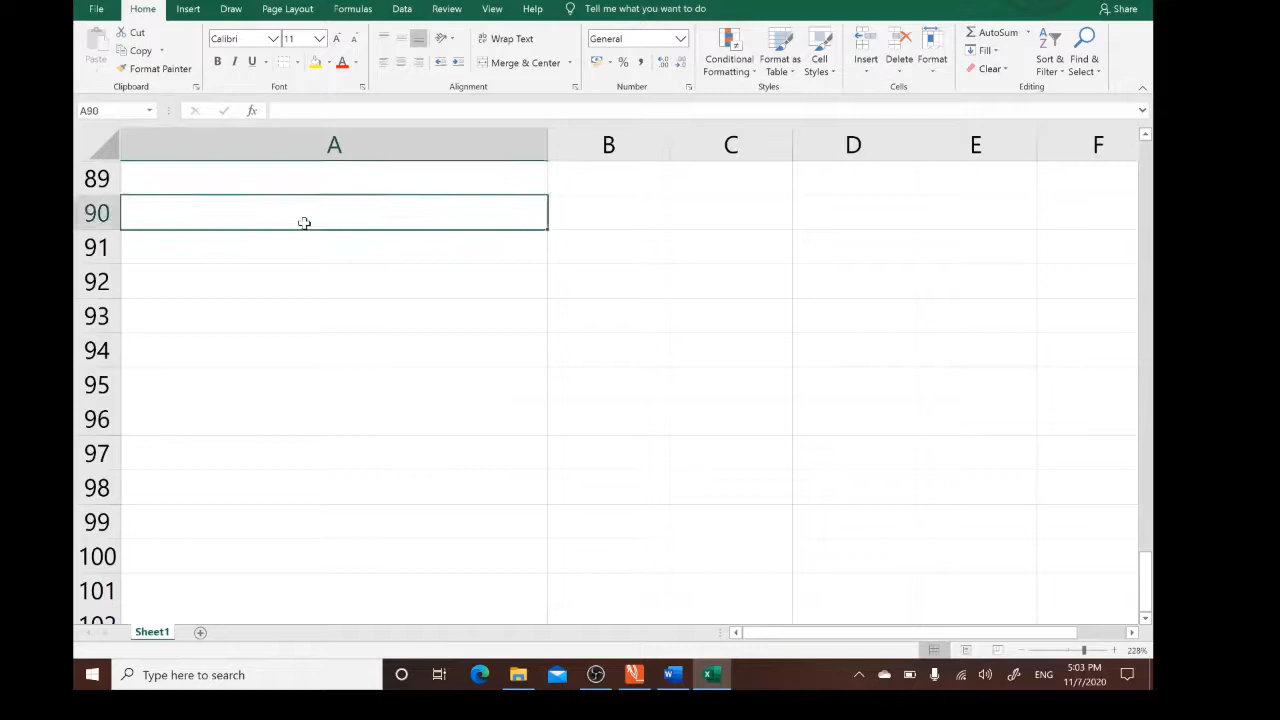 File Home Insert Draw Page Layout Formulas Data Review View Help Tell me what you want to do Share
Paste Cut Copy Format Painter Calibri 11 A A B I U A Wrap Text Merge & Center General % , Conditional Formatting Format as Table Cell Styles Insert Delete Format AutoSum Fill Clear Sort & Filter Find & Select
Clipboard Font Alignment Number Styles Cells Editing
A90 fx
A B C D E F
89
90
91
92
93
94
95
96
97
98
99
100
101
102
Sheet1
228%
Type here to search ENG 5:03 PM
11/7/2020